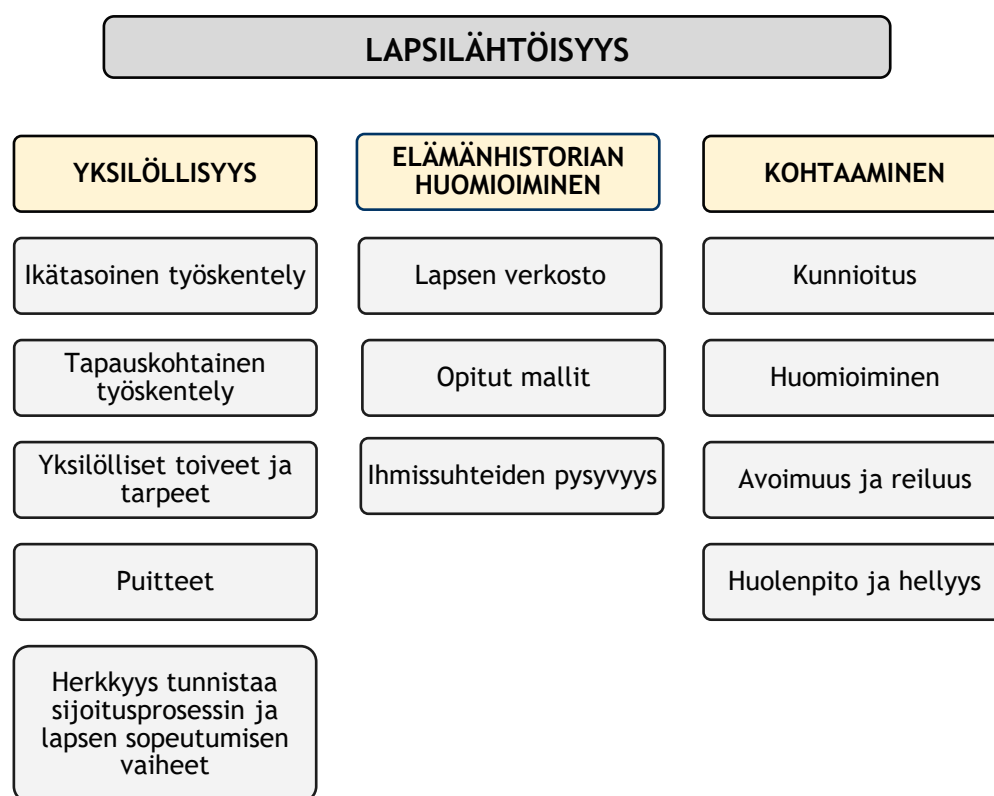 LAPSILÄHTÖISYYS
YKSILÖLLISYYS
Ikätasoinen työskentely
Tapauskohtainen
työskentely
Yksilölliset toiveet ja
tarpeet
Puitteet
Herkkyys tunnistaa
sijoitusprosessin ja
lapsen sopeutumisen
vaiheet
ELÄMÄNHISTORIAN
HUOMIOIMINEN
Lapsen verkosto
Opitut mallit
Ihmissuhteiden pysyvyys
KOHTAAMINEN
Kunnioitus
Huomioiminen
Avoimuus ja reiluus
Huolenpito ja hellyys